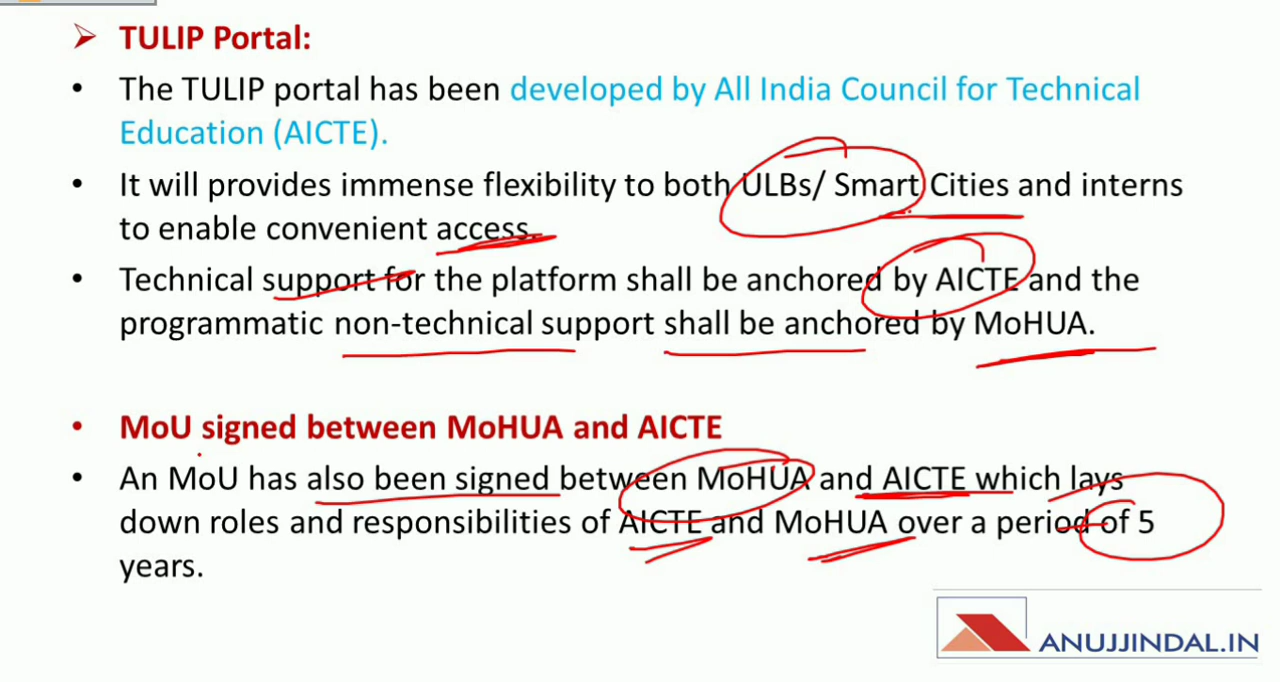 ➢ TULIP Portal:
• The TULIP portal has been developed by All India Council for Technical
Education (AICTE).
• It will provides immense flexibility to both ULBs/ Smart Cities and interns
to enable convenient access.
• Technical support for the platform shall be anchored by AICTE and the
programmatic non-technical support shall be anchored by MoHUA.
• MoU signed between MoHUA and AICTE
• An MoU has also been signed between MoHUA and AICTE which lays
down roles and responsibilities of AICTE and MoHUA over a period of 5
years.
ANUJJINDAL.IN